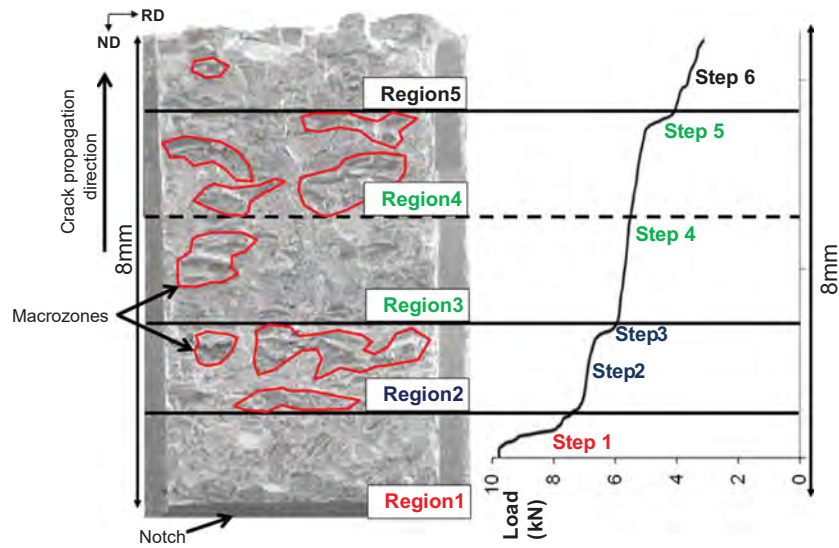 RD
ND
Crack propagation
direction
8mm
Macrozones
Notch
Region5
Region4
Region3
Region2
Region1
Step 6
Step 5
Step 4
Step3
Step2
Step 1
8mm
10
8
6
4
2
0
Load
(kN)